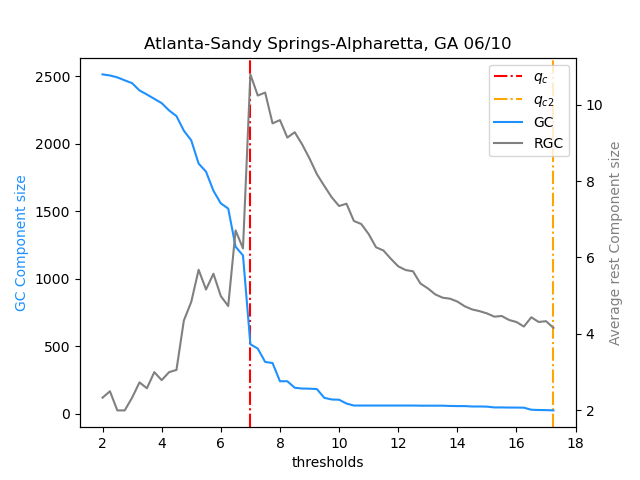 Atlanta-Sandy Springs-Alpharetta, GA 06/10
q_c
q_{c2}
GC
RGC
GC Component size
2500
2000
1500
1000
500
0
Average rest Component size
10
8
6
4
2
2 4 6 8 10 12 14 16 18
thresholds